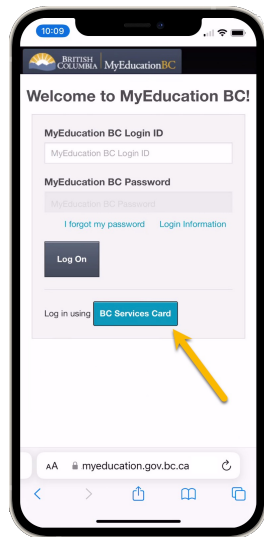 10:09
BRITISH
COLUMBIA MyEducationBC
Welcome to MyEducation BC!
MyEducation BC Login ID
MyEducation BC Login ID
MyEducation BC Password
MyEducation BC Password
I forgot my password Login Information
Log On
Log in using BC Services Card
AA myeducation.gov.bc.ca